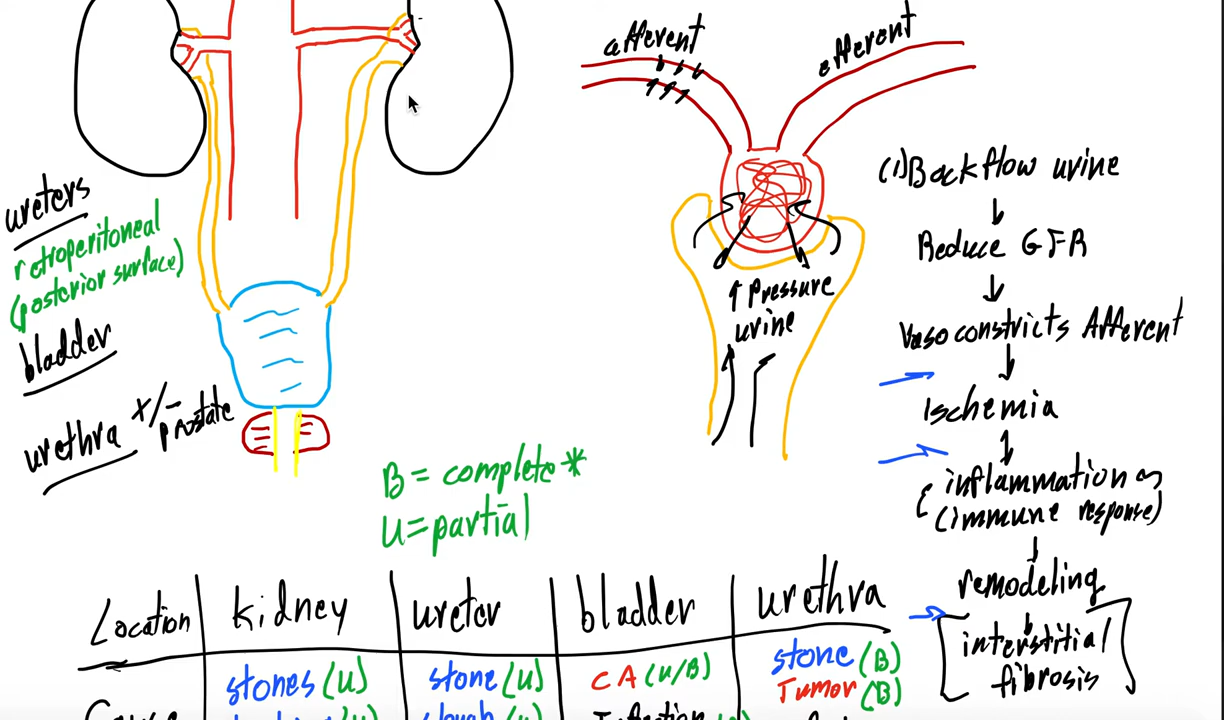 ureters
retroperitoneal
(posterior surface)
bladder
urethra +/- prostate
B = complete *
U = partial
afferent
efferent
↑ pressure
urine
(1) Backflow urine
↓
Reduce GFR
↓
Vasoconstricts Afferent
↓
Ischemia
↓
inflammation
(immune response)
↓
remodeling
↓
interstitial
fibrosis
Location | kidney | ureter | bladder | urethra
stones (U) | stone (U) | CA (U/B) | stone (B)
Tumor (B)